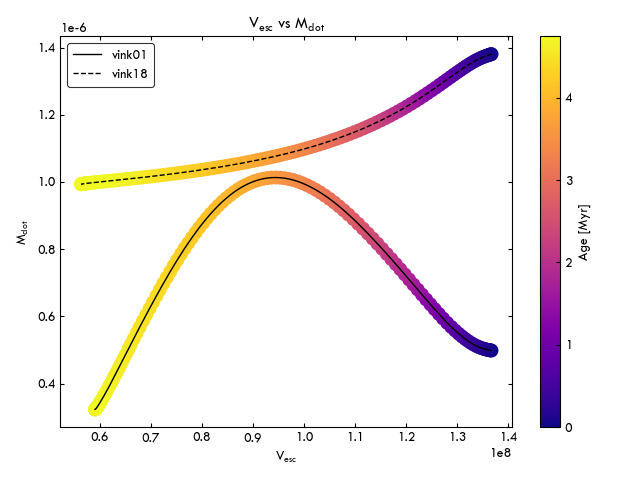 V_esc vs M_dot
1e-6
vink01
vink18
1.4
1.2
1.0
0.8
0.6
0.4
M_dot
0.6 0.7 0.8 0.9 1.0 1.1 1.2 1.3 1.4
1e8
V_esc
4
3
2
1
0
Age [Myr]